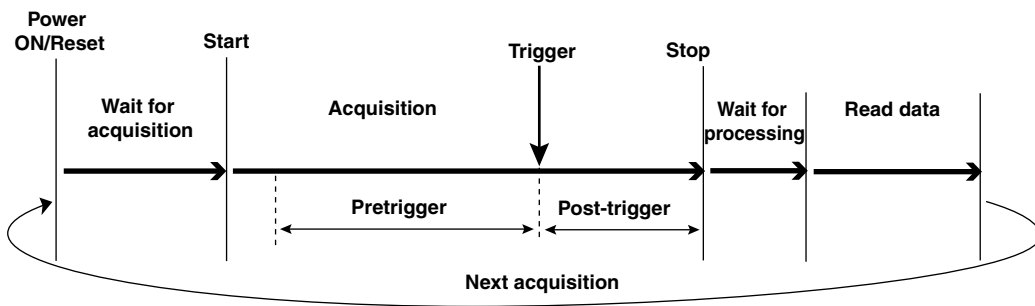 Power
ON/Reset
Start
Trigger
Stop
Wait for
acquisition
Acquisition
Wait for
processing
Read data
Pretrigger
Post-trigger
Next acquisition